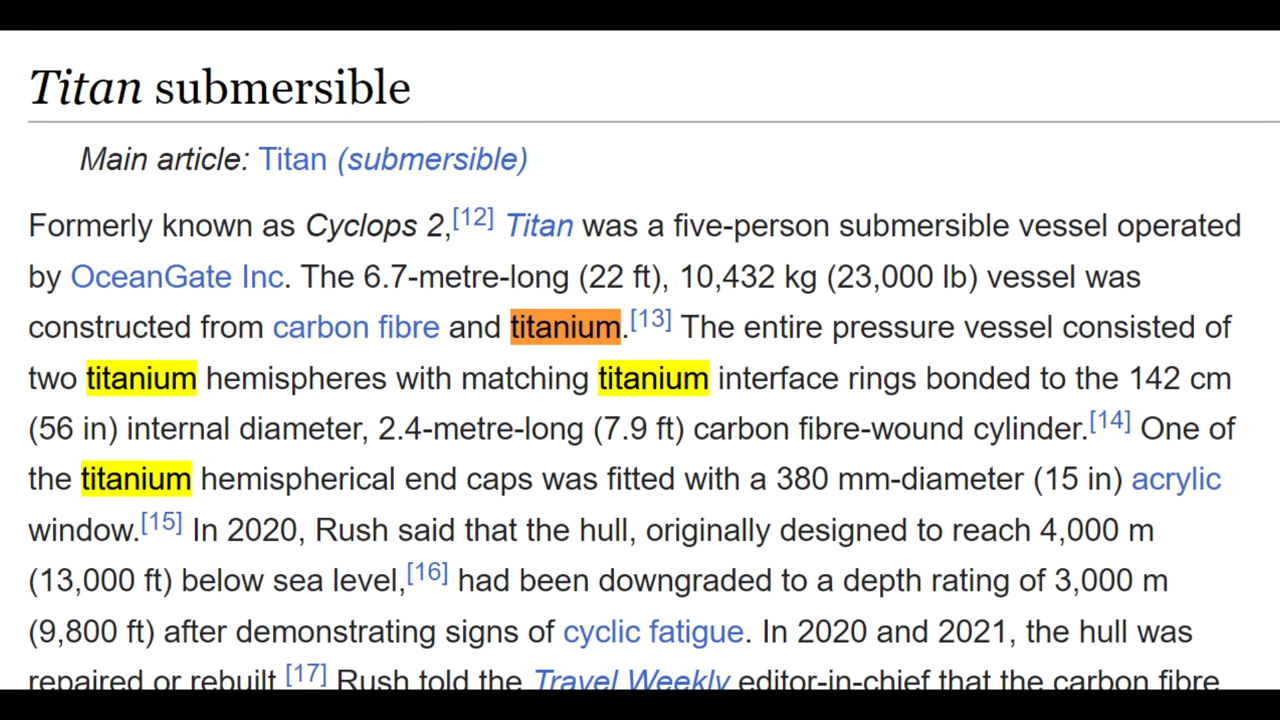 Titan submersible
Main article: Titan (submersible)
Formerly known as Cyclops 2,[12] Titan was a five-person submersible vessel operated
by OceanGate Inc. The 6.7-metre-long (22 ft), 10,432 kg (23,000 lb) vessel was
constructed from carbon fibre and titanium.[13] The entire pressure vessel consisted of
two titanium hemispheres with matching titanium interface rings bonded to the 142 cm
(56 in) internal diameter, 2.4-metre-long (7.9 ft) carbon fibre-wound cylinder.[14] One of
the titanium hemispherical end caps was fitted with a 380 mm-diameter (15 in) acrylic
window.[15] In 2020, Rush said that the hull, originally designed to reach 4,000 m
(13,000 ft) below sea level,[16] had been downgraded to a depth rating of 3,000 m
(9,800 ft) after demonstrating signs of cyclic fatigue. In 2020 and 2021, the hull was
repaired or rebuilt.[17] Rush told the Travel Weekly editor-in-chief that the carbon fibre